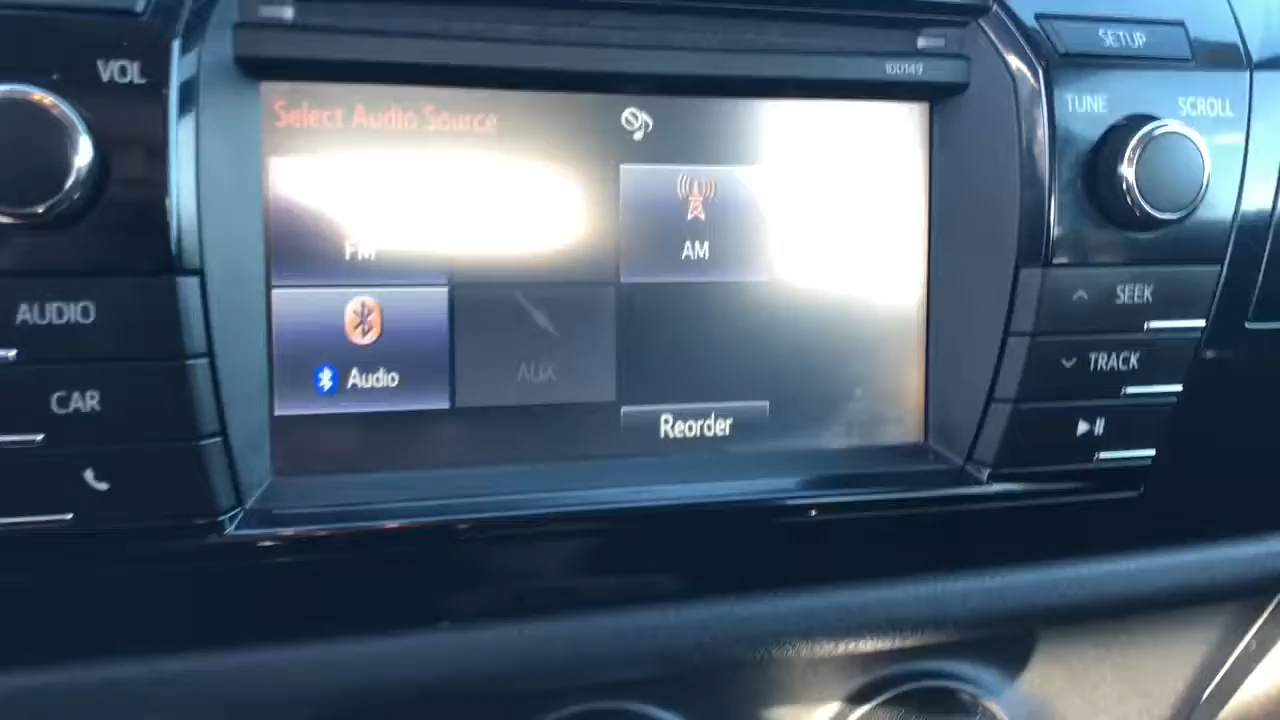 VOL
SETUP
100149
TUNE
SCROLL
Select Audio Source
FM
AM
AUDIO
SEEK
Audio
AUX
TRACK
CAR
Reorder